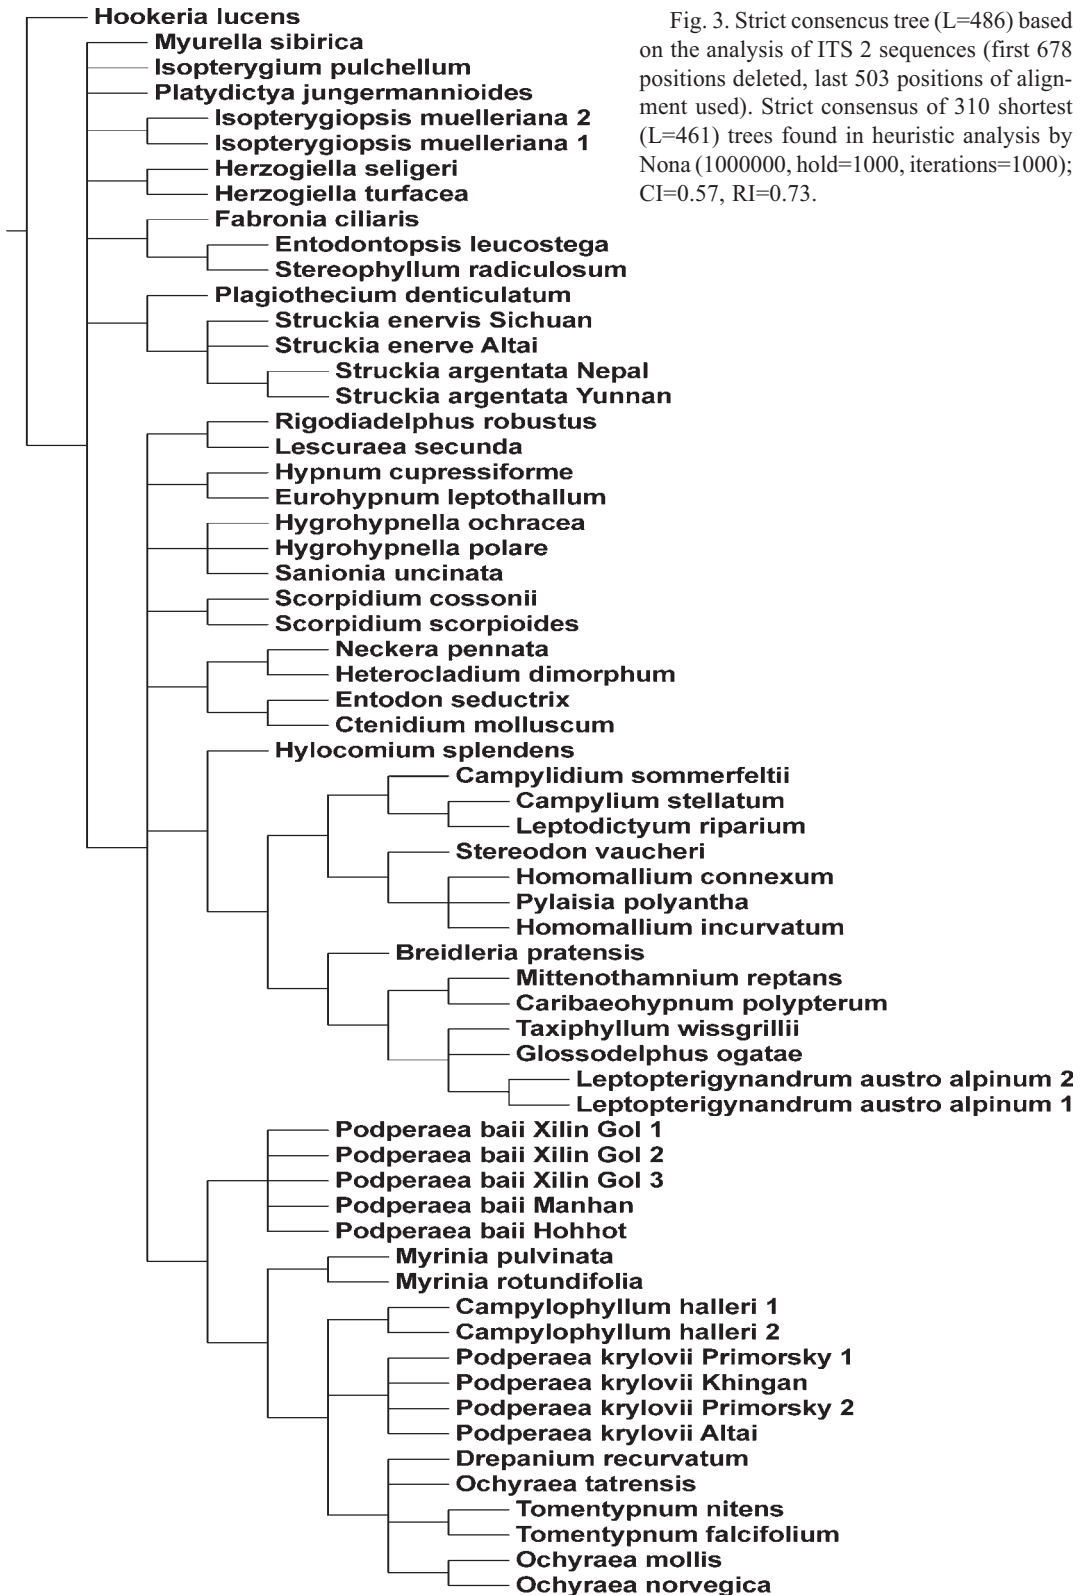 Hookeria lucens
Myurella sibirica
Isopterygium pulchellum
Platydictya jungermannioides
Isopterygiopsis muelleriana 2
Isopterygiopsis muelleriana 1
Herzogiella seligeri
Herzogiella turfacea
Fabronia ciliaris
Entodontopsis leucostega
Stereophyllum radiculosum
Plagiothecium denticulatum
Struckia enervis Sichuan
Struckia enerve Altai
Struckia argentata Nepal
Struckia argentata Yunnan
Rigodiadelphus robustus
Lescuraea secunda
Hypnum cupressiforme
Eurohypnum leptothallum
Hygrohypnella ochracea
Hygrohypnella polare
Sanionia uncinata
Scorpidium cossonii
Scorpidium scorpioides
Neckera pennata
Heterocladium dimorphum
Entodon seductrix
Ctenidium molluscum
Hylocomium splendens
Campylidium sommerfeltii
Campylium stellatum
Leptodictyum riparium
Stereodon vaucheri
Homomallium connexum
Pylaisia polyantha
Homomallium incurvatum
Breidleria pratensis
Mittenothamnium reptans
Caribaeohypnum polypterum
Taxiphyllum wissgrillii
Glossodelphus ogatae
Leptopterigynandrum austro alpinum 2
Leptopterigynandrum austro alpinum 1
Podperaea baii Xilin Gol 1
Podperaea baii Xilin Gol 2
Podperaea baii Xilin Gol 3
Podperaea baii Manhan
Podperaea baii Hohhot
Myrinia pulvinata
Myrinia rotundifolia
Campylophyllum halleri 1
Campylophyllum halleri 2
Podperaea krylovii Primorsky 1
Podperaea krylovii Khingan
Podperaea krylovii Primorsky 2
Podperaea krylovii Altai
Drepanium recurvatum
Ochyraea tatrensis
Tomentypnum nitens
Tomentypnum falcifolium
Ochyraea mollis
Ochyraea norvegica
Fig. 3. Strict consencus tree (L=486) based
on the analysis of ITS 2 sequences (first 678
positions deleted, last 503 positions of align-
ment used). Strict consensus of 310 shortest
(L=461) trees found in heuristic analysis by
Nona (1000000, hold=1000, iterations=1000);
CI=0.57, RI=0.73.